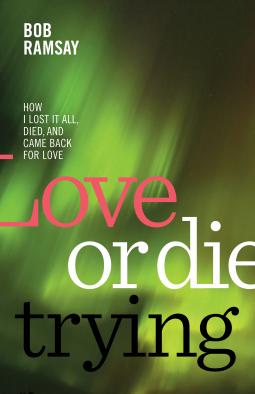 BOB
RAMSAY
HOW
I LOST IT ALL,
DIED, AND
CAME BACK
FOR LOVE
Love
or die
trying